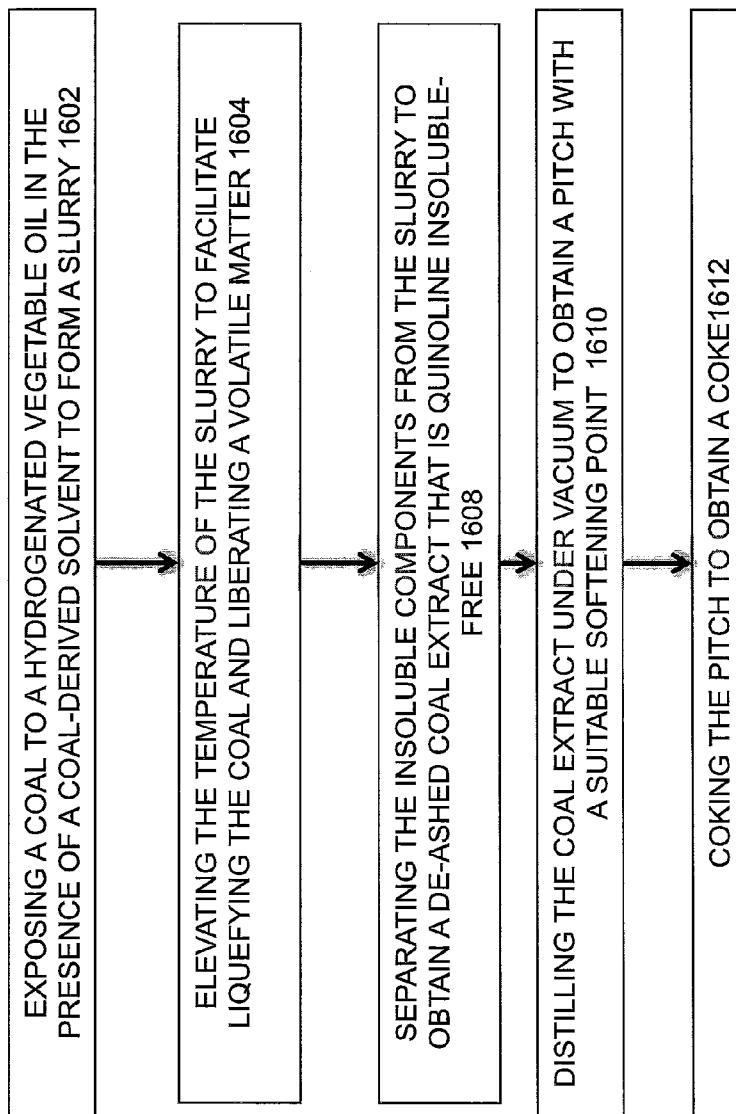 EXPOSING A COAL TO A HYDROGENATED VEGETABLE OIL IN THE
PRESENCE OF A COAL-DERIVED SOLVENT TO FORM A SLURRY 1602
ELEVATING THE TEMPERATURE OF THE SLURRY TO FACILITATE
LIQUEFYING THE COAL AND LIBERATING A VOLATILE MATTER 1604
SEPARATING THE INSOLUBLE COMPONENTS FROM THE SLURRY TO
OBTAIN A DE-ASHED COAL EXTRACT THAT IS QUINOLINE INSOLUBLE-
FREE 1608
DISTILLING THE COAL EXTRACT UNDER VACUUM TO OBTAIN A PITCH WITH
A SUITABLE SOFTENING POINT 1610
COKING THE PITCH TO OBTAIN A COKE1612